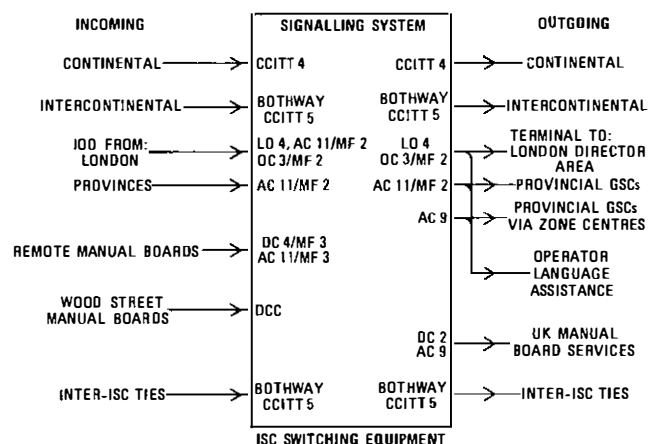 INCOMING
SIGNALLING SYSTEM
OUTGOING
CONTINENTAL
CCITT 4
CCITT 4
CONTINENTAL
INTERCONTINENTAL
BOTHWAY
CCITT 5
BOTHWAY
CCITT 5
INTERCONTINENTAL
IOO FROM:
LONDON
LO 4, AC 11/MF 2
OC 3/MF 2
LO 4
OC 3/MF 2
TERMINAL TO:
LONDON DIRECTOR
AREA
PROVINCES
AC 11/MF 2
AC 11/MF 2
PROVINCIAL GSCs
AC 9
PROVINCIAL GSCs
VIA ZONE CENTRES
REMOTE MANUAL BOARDS
DC 4/MF 3
AC 11/MF 3
OPERATOR
LANGUAGE
ASSISTANCE
WOOD STREET
MANUAL BOARDS
DCC
DC 2
AC 9
UK MANUAL
BOARD SERVICES
INTER-ISC TIES
BOTHWAY
CCITT 5
BOTHWAY
CCITT 5
INTER-ISC TIES
ISC SWITCHING EQUIPMENT